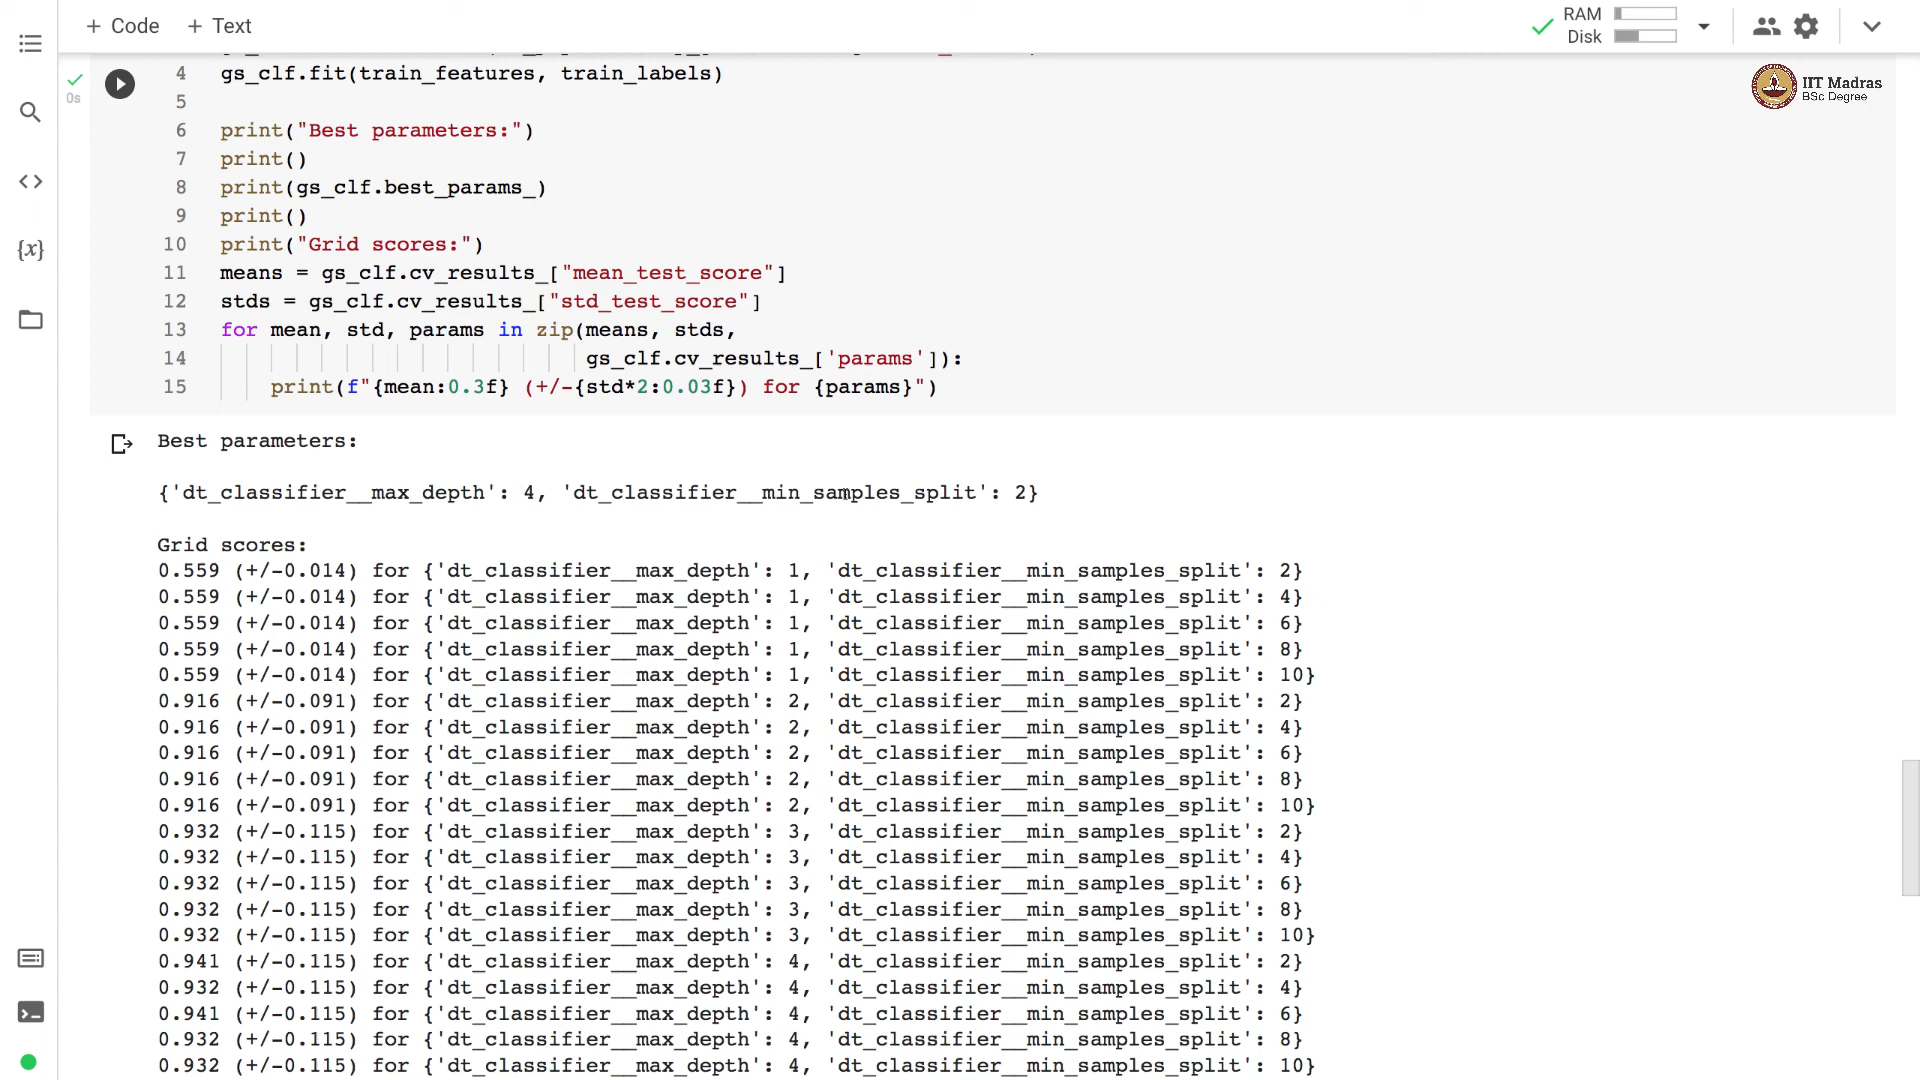 + Code + Text
RAM
Disk
IIT Madras
BSc Degree
0s
{x}
4 gs_clf.fit(train_features, train_labels)
5
6 print("Best parameters:")
7 print()
8 print(gs_clf.best_params_)
9 print()
10 print("Grid scores:")
11 means = gs_clf.cv_results_["mean_test_score"]
12 stds = gs_clf.cv_results_["std_test_score"]
13 for mean, std, params in zip(means, stds,
14 gs_clf.cv_results_['params']):
15 print(f"{mean:0.3f} (+/-{std*2:0.03f}) for {params}")
Best parameters:
{'dt_classifier__max_depth': 4, 'dt_classifier__min_samples_split': 2}
Grid scores:
0.559 (+/-0.014) for {'dt_classifier__max_depth': 1, 'dt_classifier__min_samples_split': 2}
0.559 (+/-0.014) for {'dt_classifier__max_depth': 1, 'dt_classifier__min_samples_split': 4}
0.559 (+/-0.014) for {'dt_classifier__max_depth': 1, 'dt_classifier__min_samples_split': 6}
0.559 (+/-0.014) for {'dt_classifier__max_depth': 1, 'dt_classifier__min_samples_split': 8}
0.559 (+/-0.014) for {'dt_classifier__max_depth': 1, 'dt_classifier__min_samples_split': 10}
0.916 (+/-0.091) for {'dt_classifier__max_depth': 2, 'dt_classifier__min_samples_split': 2}
0.916 (+/-0.091) for {'dt_classifier__max_depth': 2, 'dt_classifier__min_samples_split': 4}
0.916 (+/-0.091) for {'dt_classifier__max_depth': 2, 'dt_classifier__min_samples_split': 6}
0.916 (+/-0.091) for {'dt_classifier__max_depth': 2, 'dt_classifier__min_samples_split': 8}
0.916 (+/-0.091) for {'dt_classifier__max_depth': 2, 'dt_classifier__min_samples_split': 10}
0.932 (+/-0.115) for {'dt_classifier__max_depth': 3, 'dt_classifier__min_samples_split': 2}
0.932 (+/-0.115) for {'dt_classifier__max_depth': 3, 'dt_classifier__min_samples_split': 4}
0.932 (+/-0.115) for {'dt_classifier__max_depth': 3, 'dt_classifier__min_samples_split': 6}
0.932 (+/-0.115) for {'dt_classifier__max_depth': 3, 'dt_classifier__min_samples_split': 8}
0.932 (+/-0.115) for {'dt_classifier__max_depth': 3, 'dt_classifier__min_samples_split': 10}
0.941 (+/-0.115) for {'dt_classifier__max_depth': 4, 'dt_classifier__min_samples_split': 2}
0.932 (+/-0.115) for {'dt_classifier__max_depth': 4, 'dt_classifier__min_samples_split': 4}
0.941 (+/-0.115) for {'dt_classifier__max_depth': 4, 'dt_classifier__min_samples_split': 6}
0.932 (+/-0.115) for {'dt_classifier__max_depth': 4, 'dt_classifier__min_samples_split': 8}
0.932 (+/-0.115) for {'dt_classifier__max_depth': 4, 'dt_classifier__min_samples_split': 10}